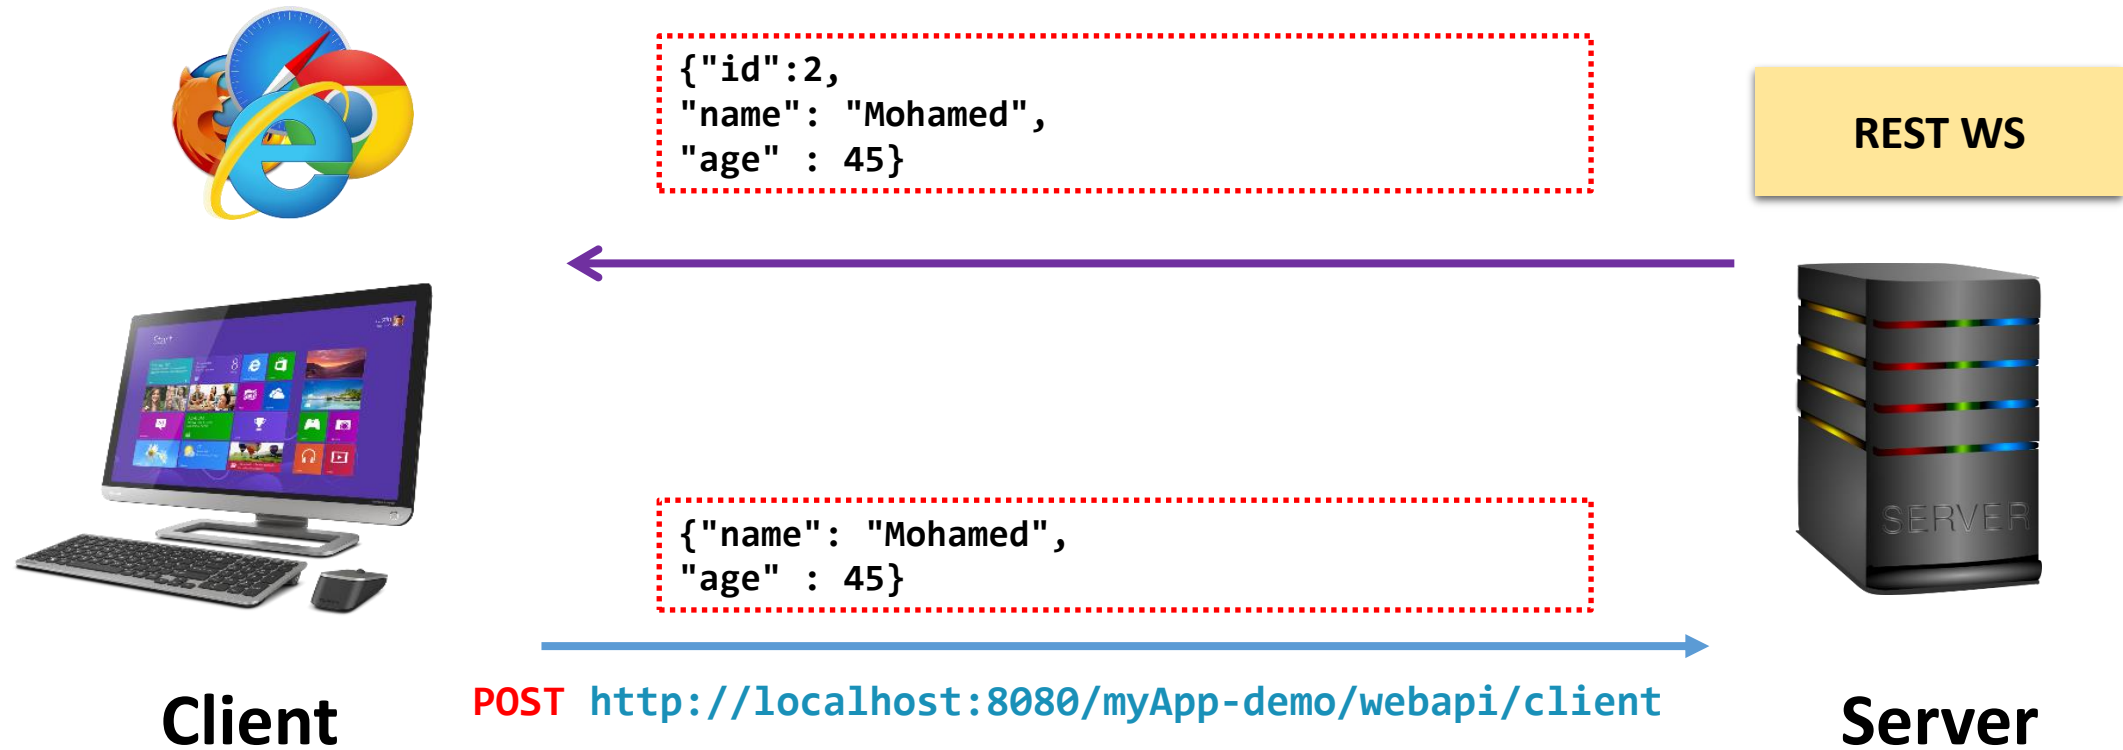 {"id":2,
"name": "Mohamed",
"age" : 45}
REST WS
Start
SERVER
{"name": "Mohamed",
"age" : 45}
POST http://localhost:8080/myApp-demo/webapi/client
Client
Server